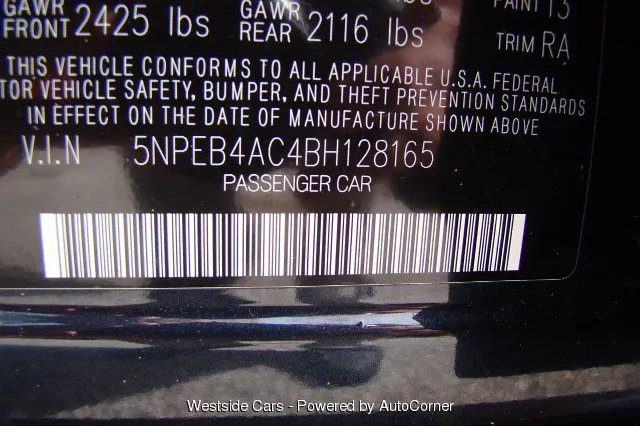 GAWR FRONT 2425 lbs GAWR REAR 2116 lbs
PAINT 13
TRIM RA
THIS VEHICLE CONFORMS TO ALL APPLICABLE U.S.A. FEDERAL
TOR VEHICLE SAFETY, BUMPER, AND THEFT PREVENTION STANDARDS
IN EFFECT ON THE DATE OF MANUFACTURE SHOWN ABOVE
V.I.N 5NPEB4AC4BH128165
PASSENGER CAR
Westside Cars - Powered by AutoCorner